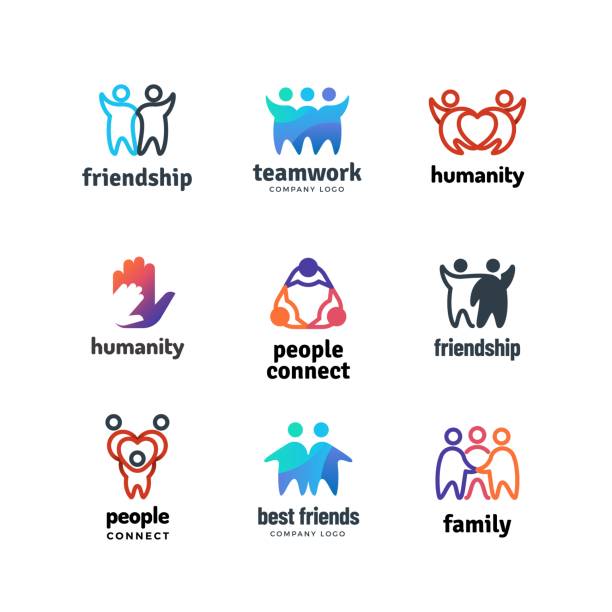 friendship
teamwork
COMPANY LOGO
humanity
humanity
people
connect
friendship
people
CONNECT
best friends
COMPANY LOGO
family